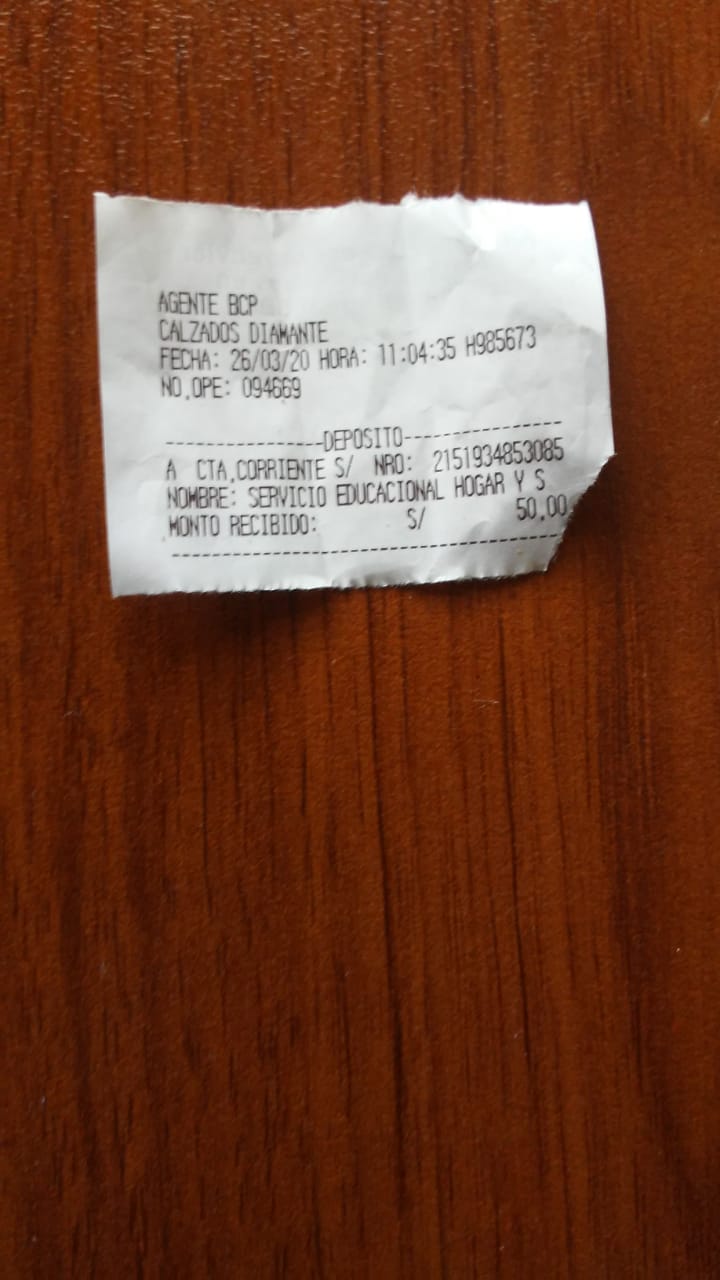 AGENTE BCP
CALZADOS DIAMANTE
FECHA: 26/03/20 HORA: 11:04:35 H985673
NO.OPE: 094669
----------------DEPOSITO----------------
A CTA.CORRIENTE S/ NRO: 2151934853085
NOMBRE: SERVICIO EDUCACIONAL HOGAR Y S
MONTO RECIBIDO: S/ 50.00
----------------------------------------